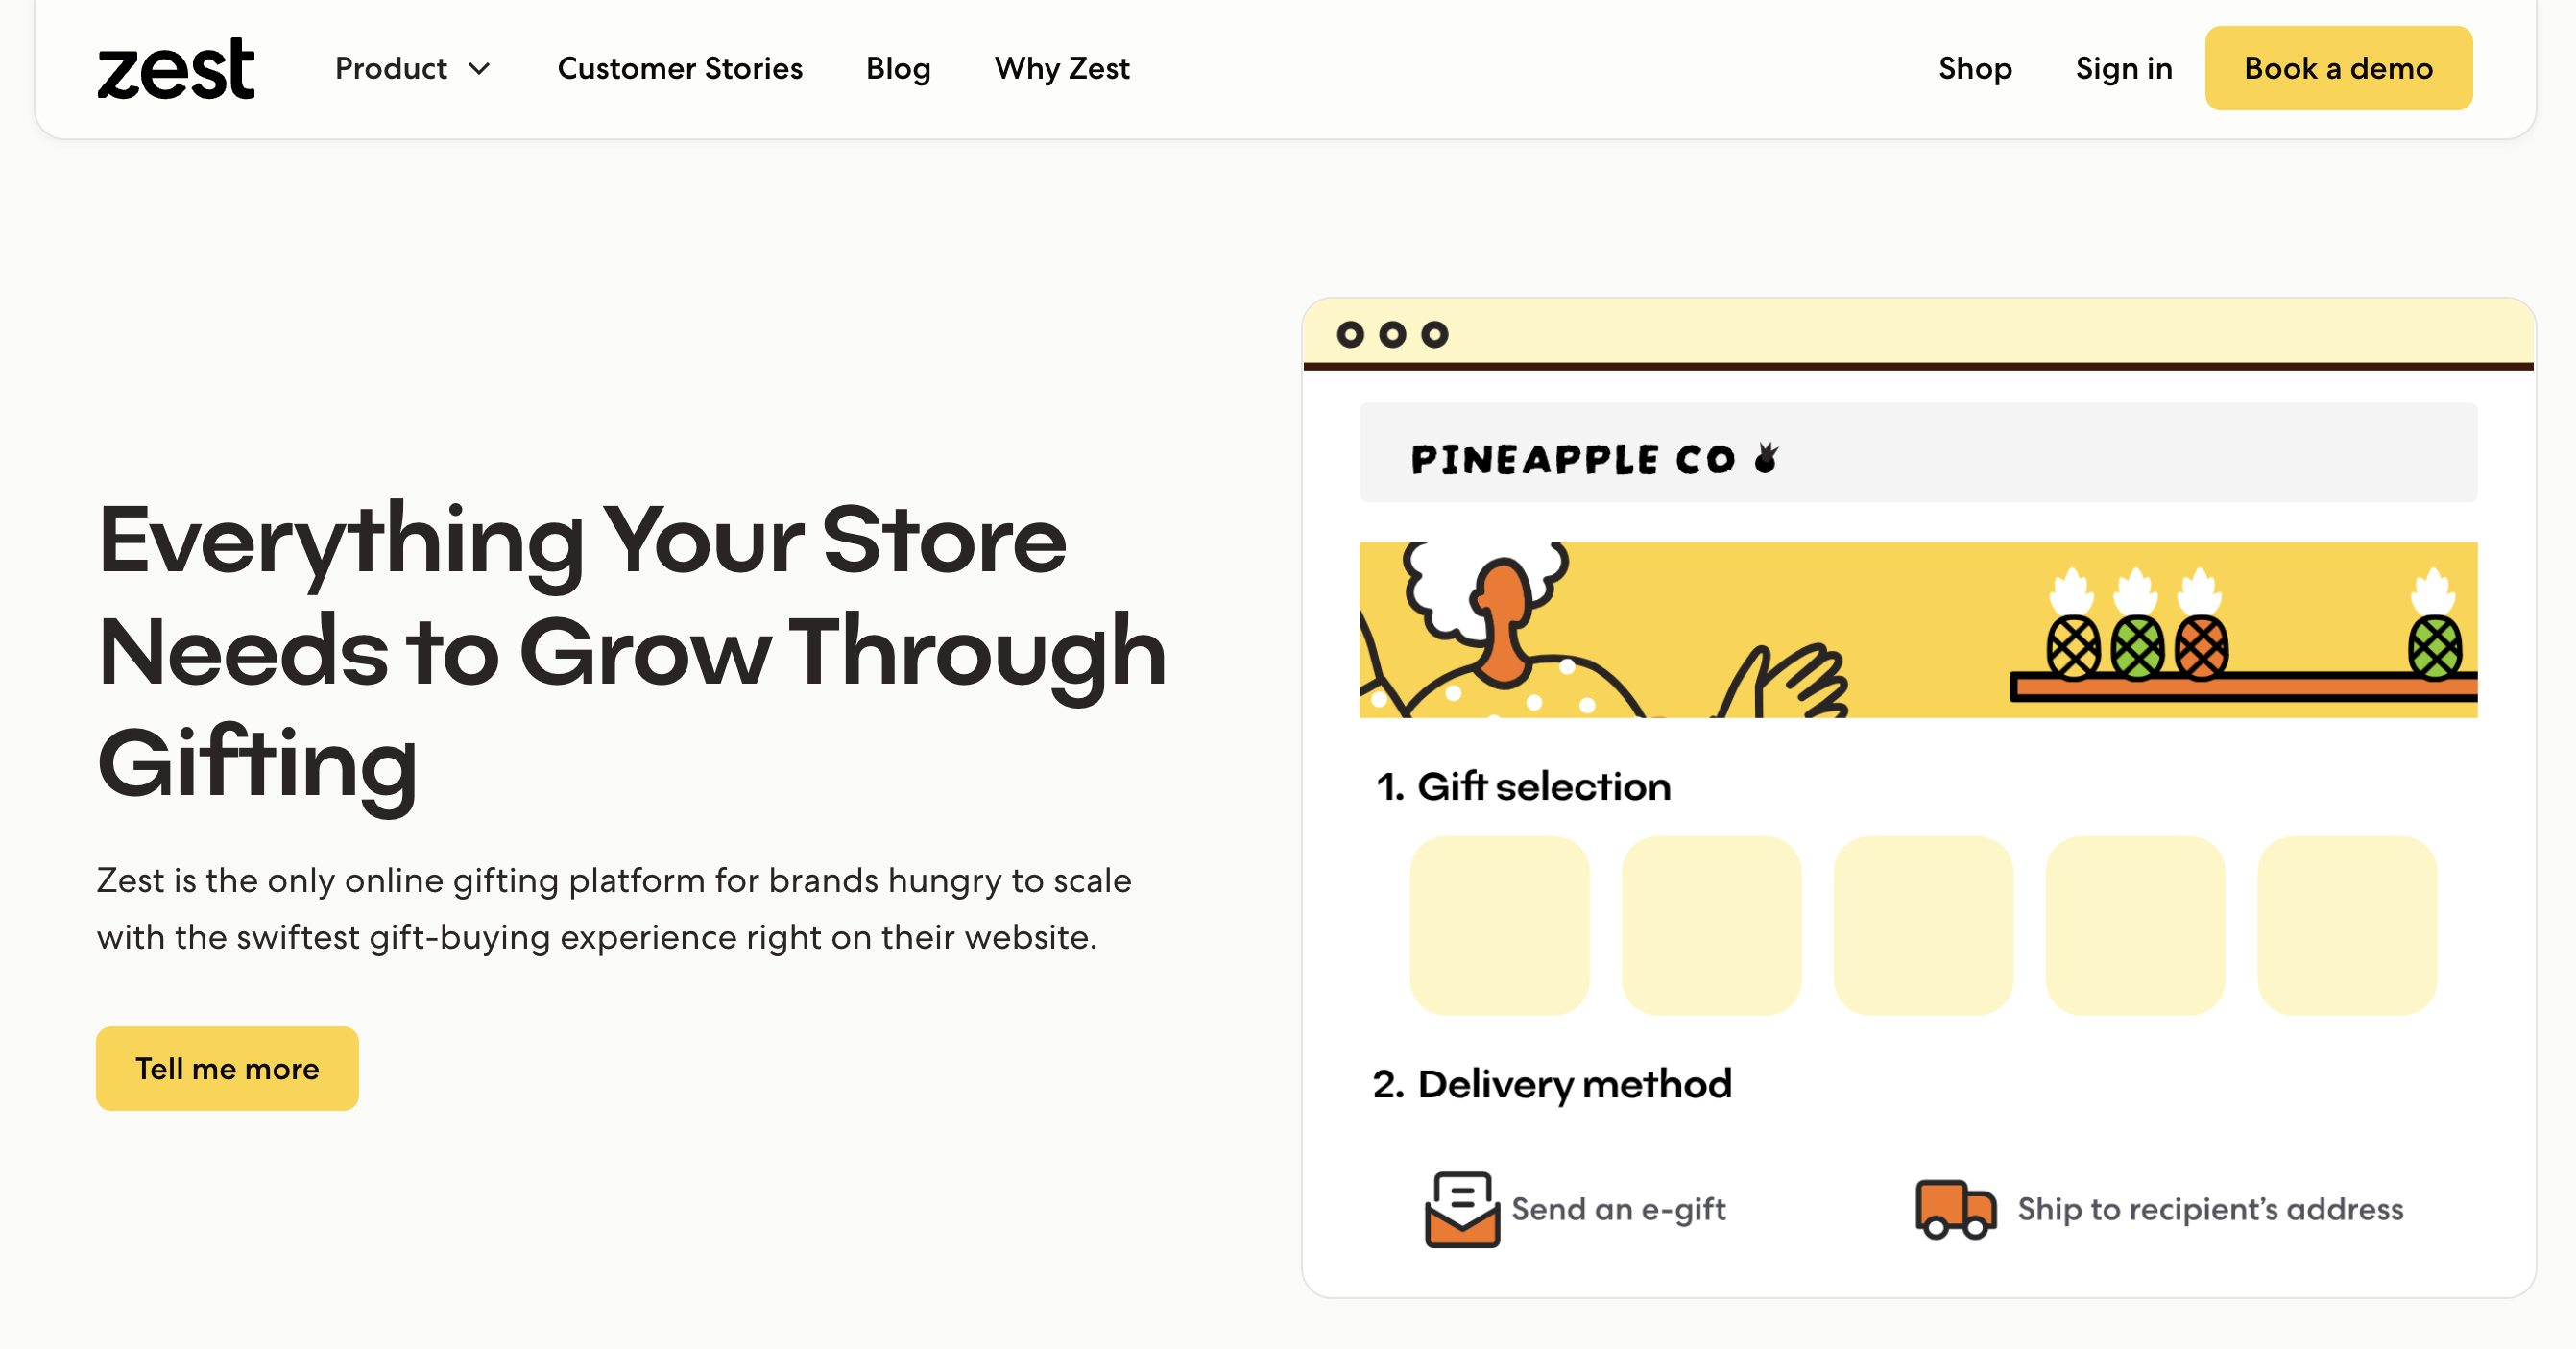 zest
Product
Customer Stories
Blog
Why Zest
Shop
Sign in
Book a demo
Everything Your Store
Needs to Grow Through
Gifting
Zest is the only online gifting platform for brands hungry to scale
with the swiftest gift-buying experience right on their website.
Tell me more
PINEAPPLE CO
1. Gift selection
2. Delivery method
Send an e-gift
Ship to recipient’s address